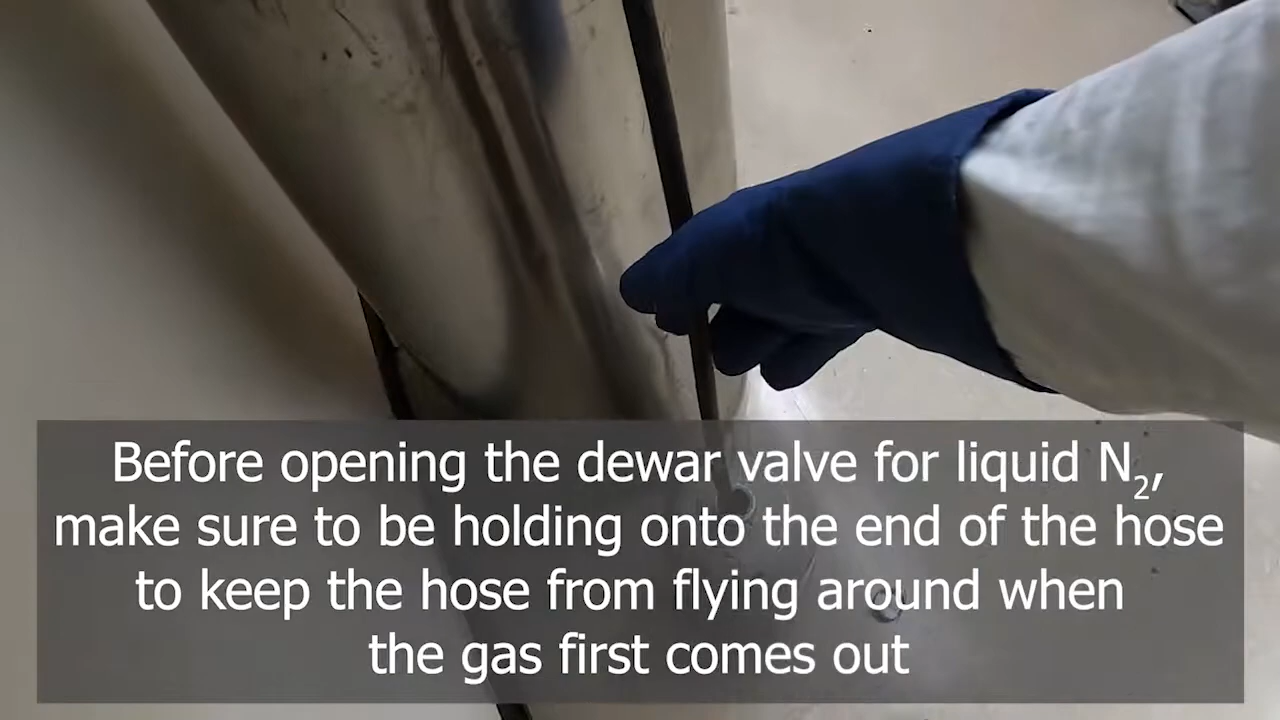 Before opening the dewar valve for liquid N₂,
make sure to be holding onto the end of the hose
to keep the hose from flying around when
the gas first comes out